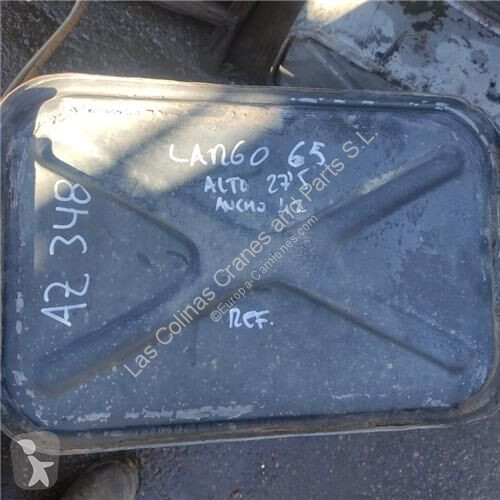 LARGO 65
ALTO 27'5
ANCHO 42
REF.
AZ 348
Las Colinas Cranes and Parts S.L.
©Europa-Camiones.com